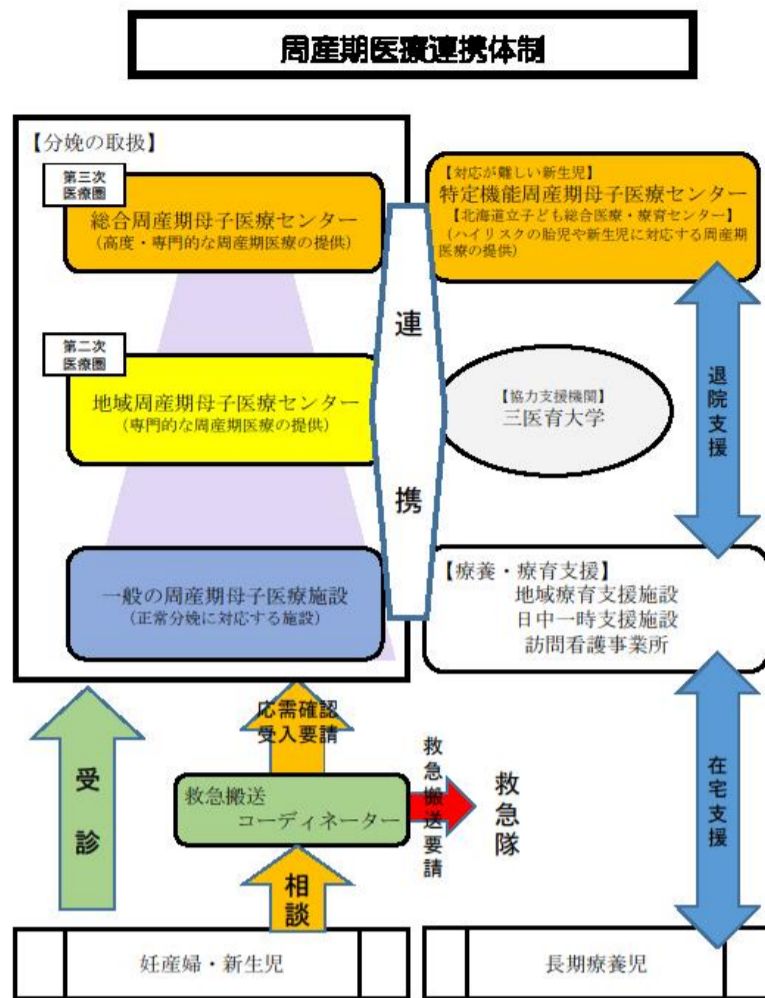 周産期医療連携体制
【分娩の取扱】
第三次
医療圏
総合周産期母子医療センター
(高度・専門的な周産期医療の提供)
第二次
医療圏
地域周産期母子医療センター
(専門的な周産期医療の提供)
一般の周産期母子医療施設
(正常分娩に対応する施設)
連携
【対応が難しい新生児】
特定機能周産期母子医療センター
【北海道立子ども総合医療・療育センター】
(ハイリスクの胎児や新生児に対応する周産期
医療の提供)
【協力支援機関】
三医育大学
退院支援
【療養・療育支援】
地域療育支援施設
日中一時支援施設
訪問看護事業所
受診
応需確認
受入要請
救急搬送
コーディネーター
救急搬送要請
救急隊
相談
在宅支援
妊産婦・新生児
長期療養児